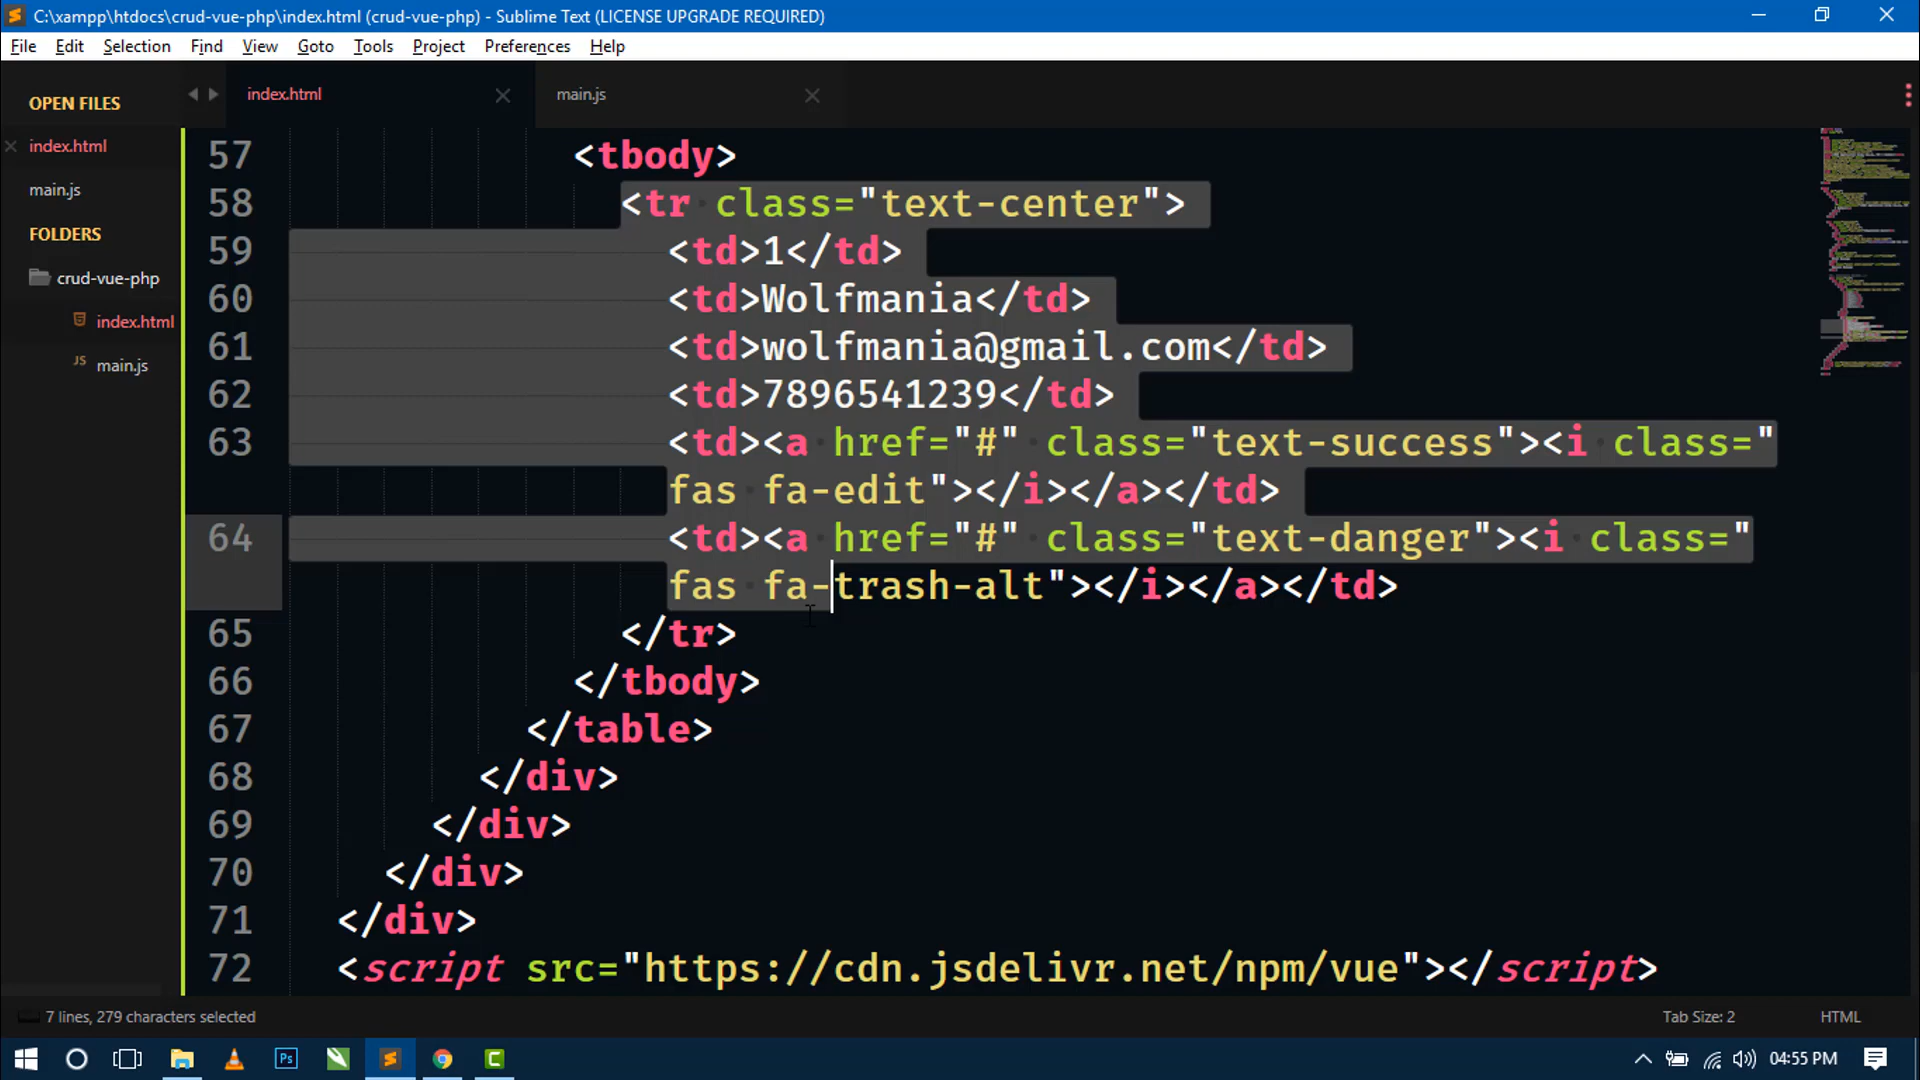 C:\xampp\htdocs\crud-vue-php\index.html (crud-vue-php) - Sublime Text (LICENSE UPGRADE REQUIRED)
File Edit Selection Find View Goto Tools Project Preferences Help
OPEN FILES
index.html
main.js
FOLDERS
crud-vue-php
index.html
JS main.js
index.html main.js
57 <tbody>
58 <tr class="text-center">
59 <td>1</td>
60 <td>Wolfmania</td>
61 <td>wolfmania@gmail.com</td>
62 <td>7896541239</td>
63 <td><a href="#" class="text-success"><i class="
fas fa-edit"></i></a></td>
64 <td><a href="#" class="text-danger"><i class="
fas fa-trash-alt"></i></a></td>
65 </tr>
66 </tbody>
67 </table>
68 </div>
69 </div>
70 </div>
71 </div>
72 <script src="https://cdn.jsdelivr.net/npm/vue"></script>
7 lines, 279 characters selected Tab Size: 2 HTML
Ps C 04:55 PM